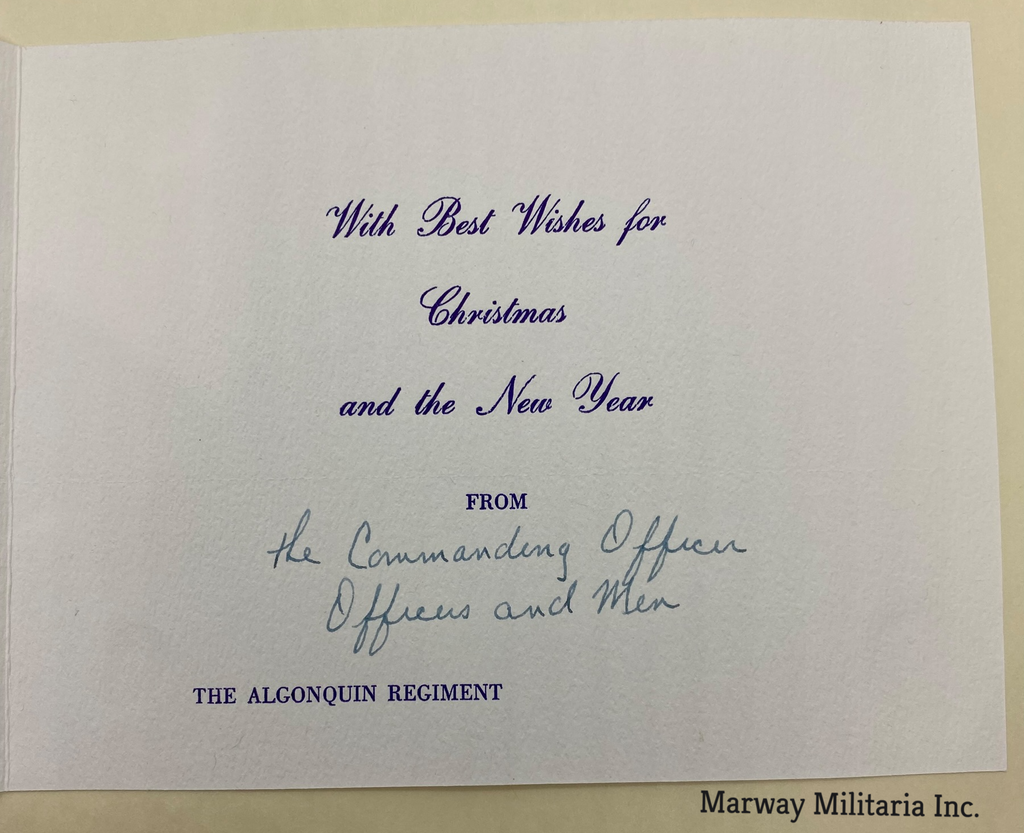 With Best Wishes for
Christmas
and the New Year
FROM
the Commanding Officer
Officers and Men
THE ALGONQUIN REGIMENT
Marway Militaria Inc.